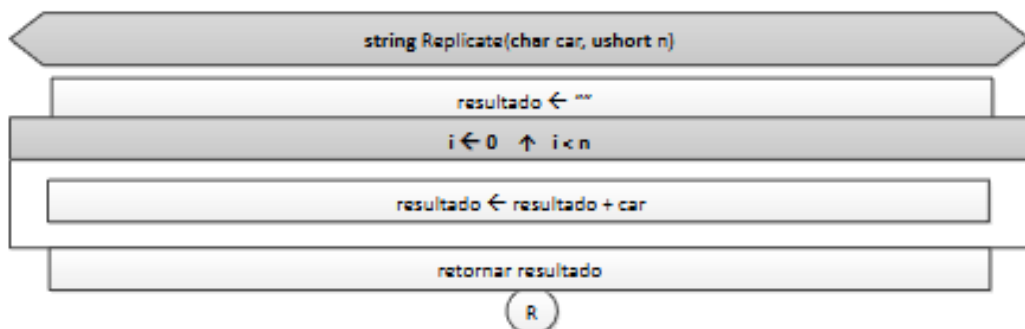 string Replicate(char car, ushort n)
resultado ← ""
i ← 0 ↑ i < n
resultado ← resultado + car
retornar resultado
R